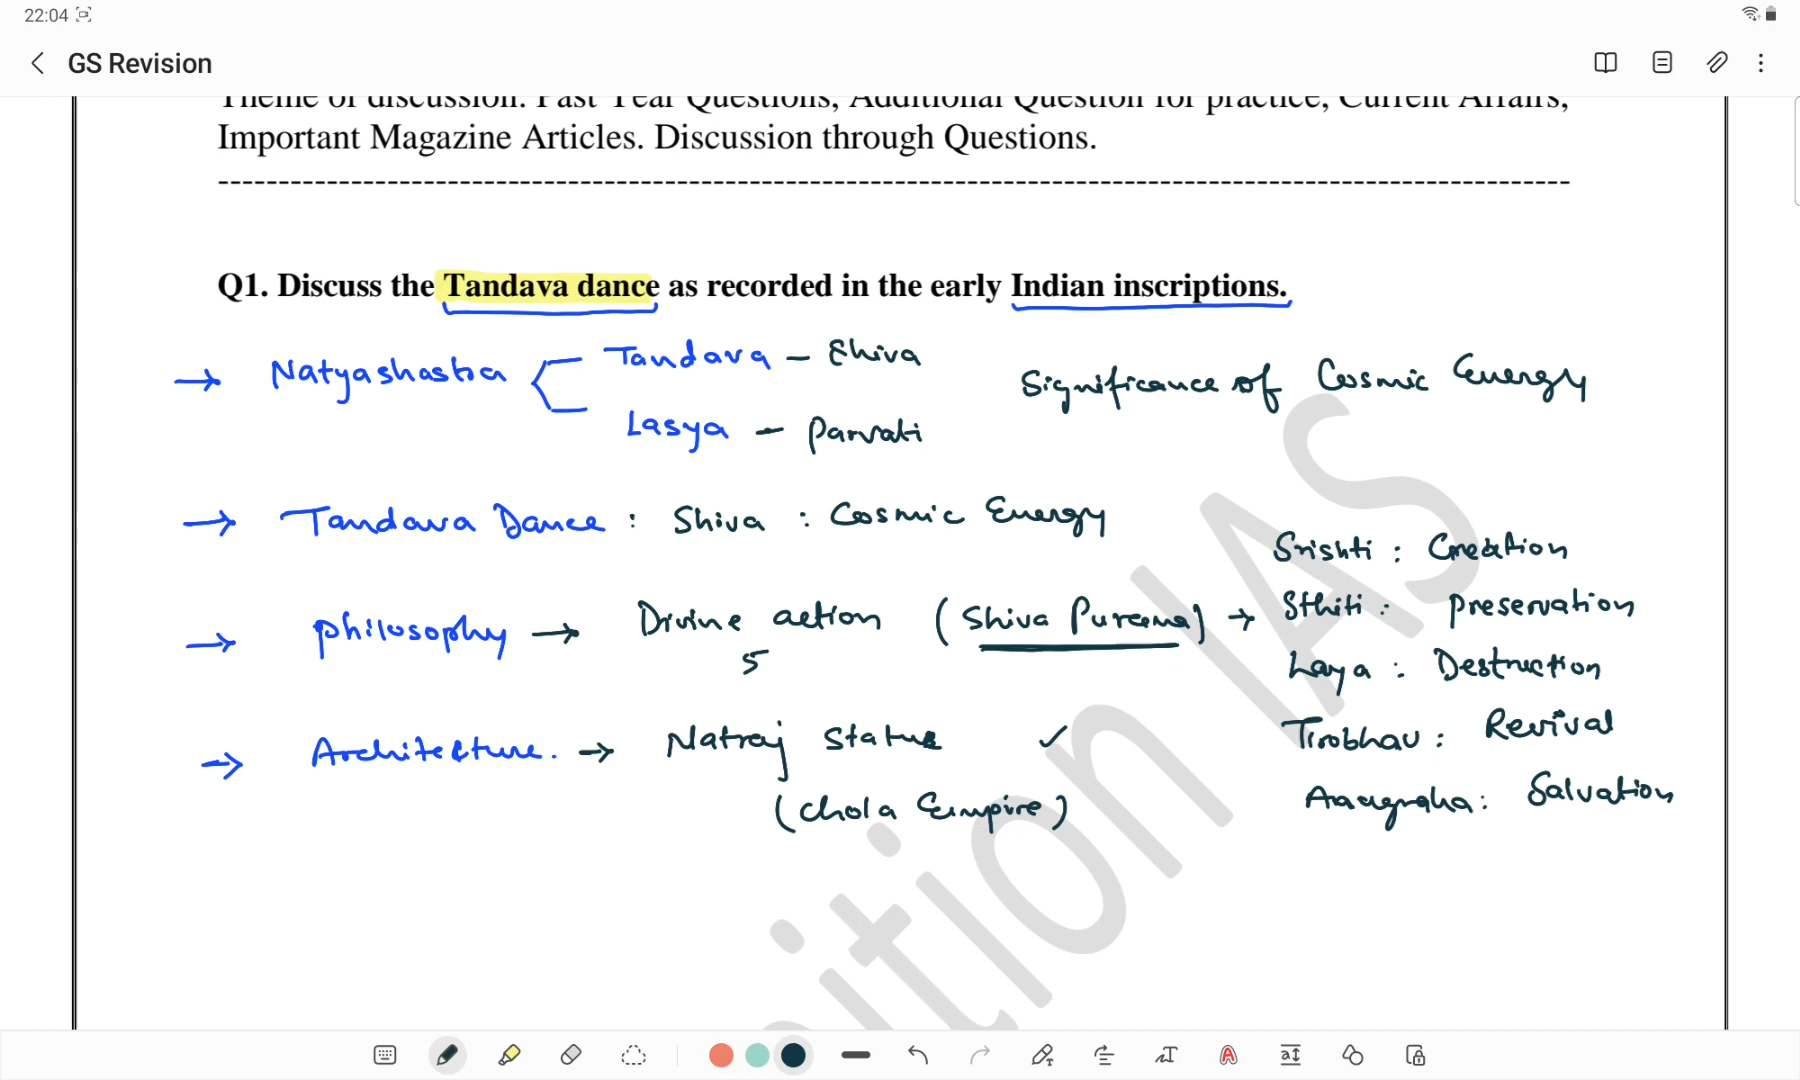 22:04
GS Revision
Theme of discussion: Past Year Questions, Additional Question for practice, Current Affairs,
Important Magazine Articles. Discussion through Questions.
Q1. Discuss the Tandava dance as recorded in the early Indian inscriptions.
→ Natyashastra Tandava – Shiva
Lasya – Parvati
Significance of Cosmic Energy
→ Tandava Dance : Shiva : Cosmic Energy
→ Philosophy → Divine action (Shiva Purana) →
5
Srishti : Creation
Sthiti : Preservation
Laya : Destruction
Tirobhav : Revival
Anugraha : Salvation
→ Architecture. → Natraj Statue ✓
(Chola Empire)
ition IAS